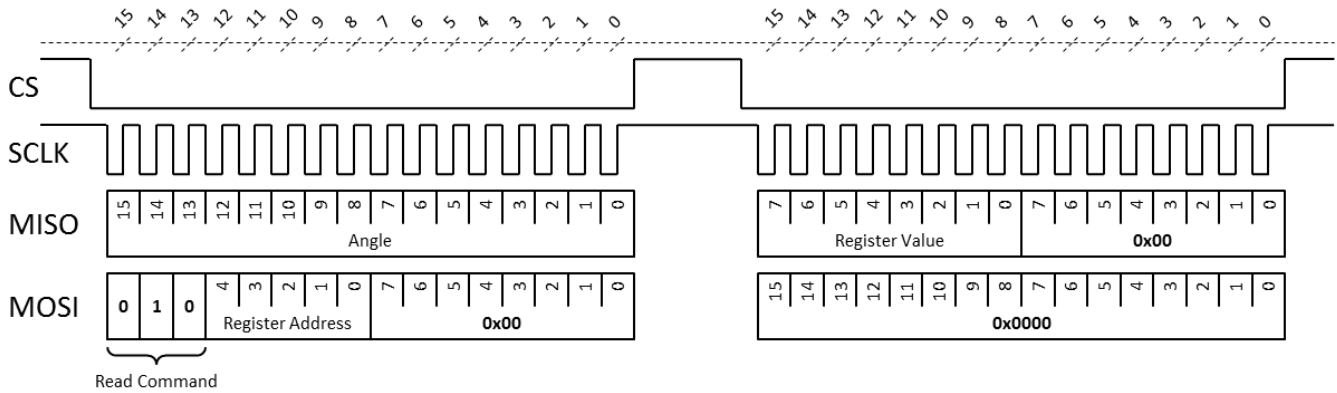 15 14 13 12 11 10 9 8 7 6 5 4 3 2 1 0 15 14 13 12 11 10 9 8 7 6 5 4 3 2 1 0
CS
SCLK
MISO 15 14 13 12 11 10 9 8 7 6 5 4 3 2 1 0 7 6 5 4 3 2 1 0 7 6 5 4 3 2 1 0
Angle Register Value 0x00
MOSI 0 1 0 4 3 2 1 0 7 6 5 4 3 2 1 0 15 14 13 12 11 10 9 8 7 6 5 4 3 2 1 0
Register Address 0x00 0x0000
Read Command